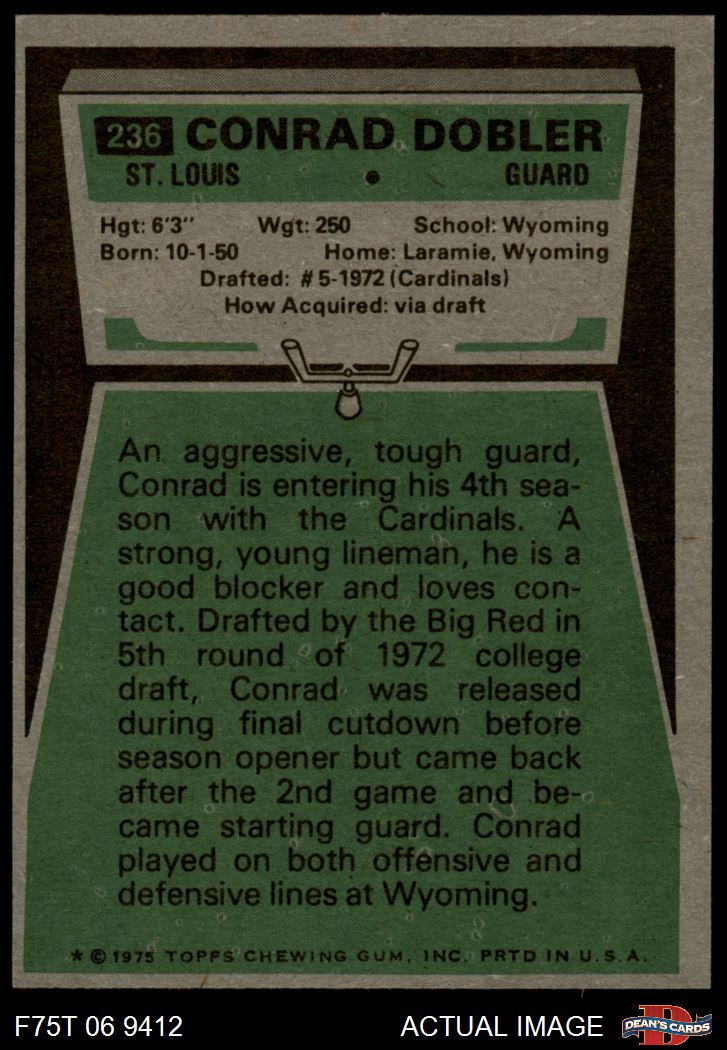 236 CONRAD DOBLER
ST. LOUIS • GUARD
Hgt: 6'3" Wgt: 250 School: Wyoming
Born: 10-1-50 Home: Laramie, Wyoming
Drafted: #5-1972 (Cardinals)
How Acquired: via draft
An aggressive, tough guard,
Conrad is entering his 4th sea-
son with the Cardinals. A
strong, young lineman, he is a
good blocker and loves con-
tact. Drafted by the Big Red in
5th round of 1972 college
draft, Conrad was released
during final cutdown before
season opener but came back
after the 2nd game and be-
came starting guard. Conrad
played on both offensive and
defensive lines at Wyoming.
* © 1975 TOPPS CHEWING GUM, INC. PRTD IN U.S.A.
F75T 06 9412 ACTUAL IMAGE D DEAN'S CARDS